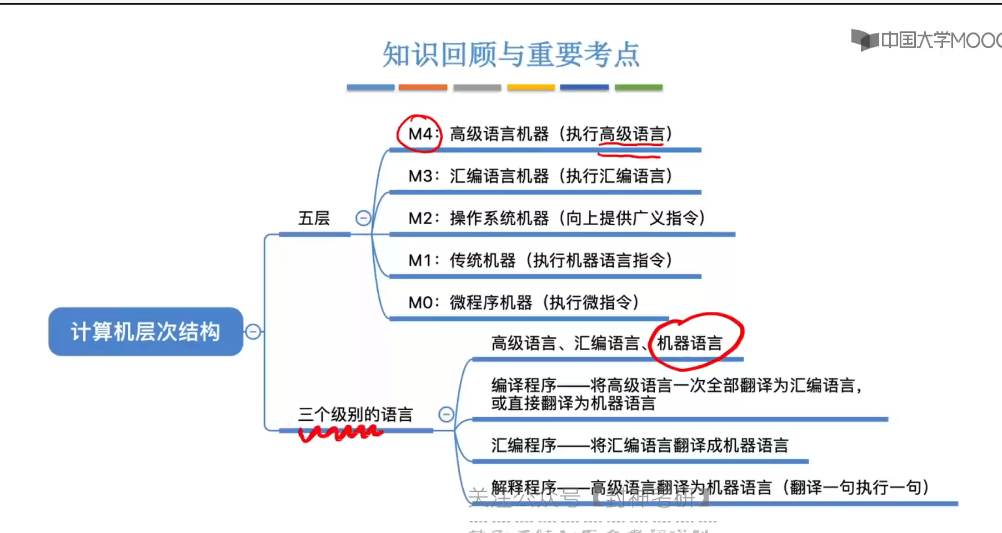 中国大学MOOC
知识回顾与重要考点
M4：高级语言机器（执行高级语言）
M3：汇编语言机器（执行汇编语言）
五层
M2：操作系统机器（向上提供广义指令）
M1：传统机器（执行机器语言指令）
M0：微程序机器（执行微指令）
计算机层次结构
高级语言、汇编语言、机器语言
编译程序——将高级语言一次全部翻译为汇编语言，
或直接翻译为机器语言
三个级别的语言
汇编程序——将汇编语言翻译成机器语言
解释程序——高级语言翻译为机器语言（翻译一句执行一句）
关注公众号【封神考研】